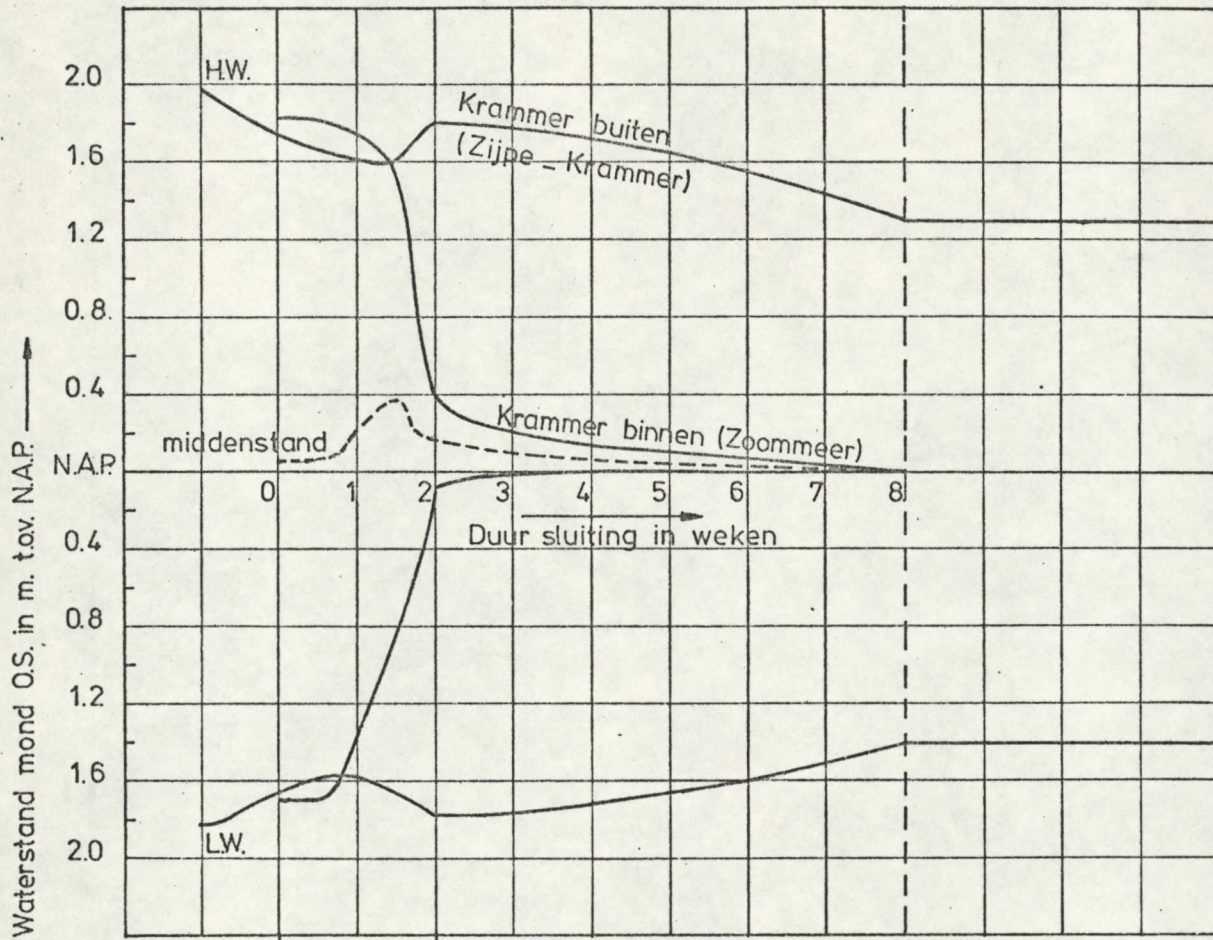 2.0
1.6
1.2
0.8
0.4
N.A.P.
0.4
0.8
1.2
1.6
2.0
Waterstand mond O.S. in m. t.o.v. N.A.P.
H.W.
Krammer buiten
(Zijpe - Krammer)
middenstand
Krammer binnen (Zoommeer)
0 1 2 3 4 5 6 7 8
Duur sluiting in weken
L.W.